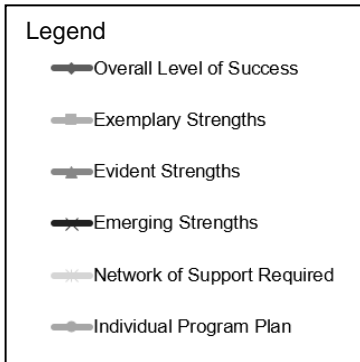 Legend
Overall Level of Success
Exemplary Strengths
Evident Strengths
Emerging Strengths
Network of Support Required
Individual Program Plan